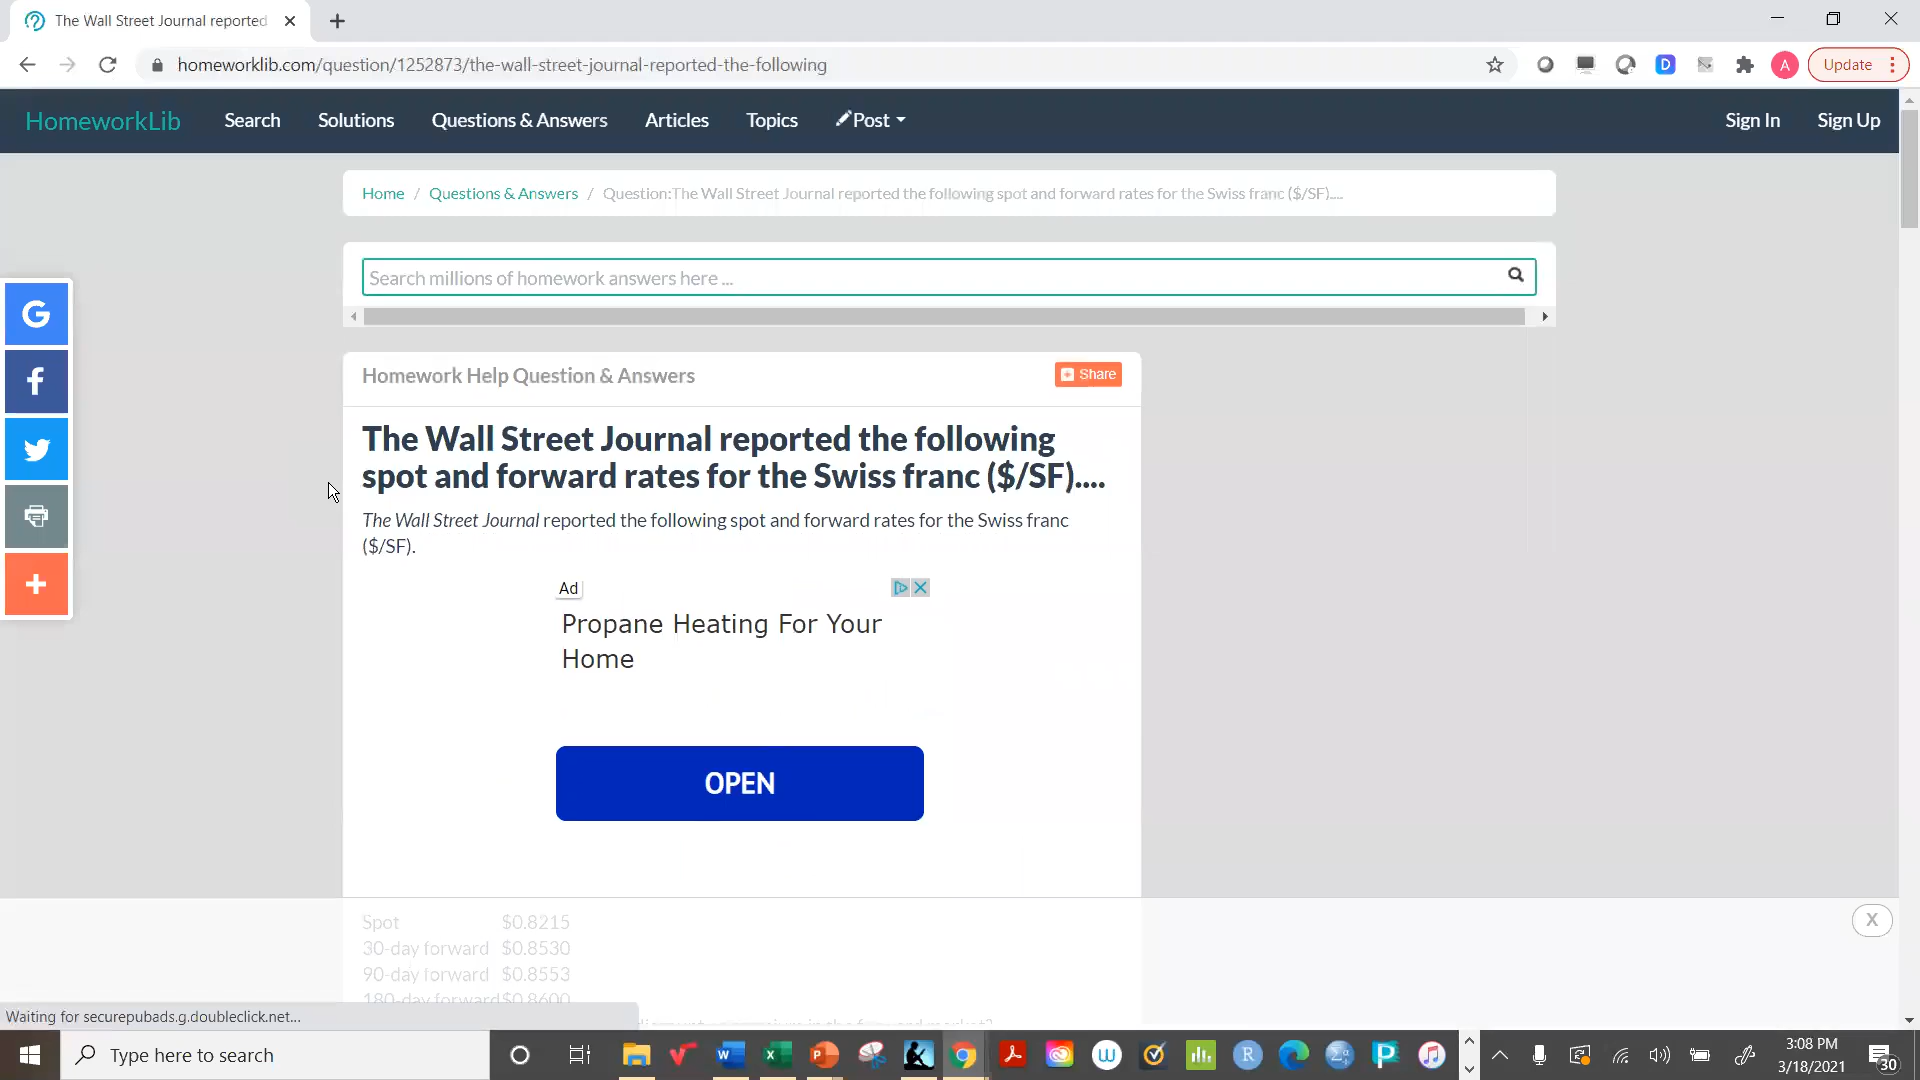 The Wall Street Journal reported
homeworklib.com/question/1252873/the-wall-street-journal-reported-the-following
D
A
Update
HomeworkLib
Search
Solutions
Questions & Answers
Articles
Topics
Post
Sign In
Sign Up
Home / Questions & Answers / Question:The Wall Street Journal reported the following spot and forward rates for the Swiss franc ($/SF)....
Search millions of homework answers here ...
Homework Help Question & Answers
Share
The Wall Street Journal reported the following
spot and forward rates for the Swiss franc ($/SF)....
The Wall Street Journal reported the following spot and forward rates for the Swiss franc
($/SF).
Ad
Propane Heating For Your
Home
OPEN
X
Spot $0.8215
30-day forward $0.8530
90-day forward $0.8553
180-day forward $0.8600
Waiting for securepubads.g.doubleclick.net...
Type here to search
3:08 PM
3/18/2021
30